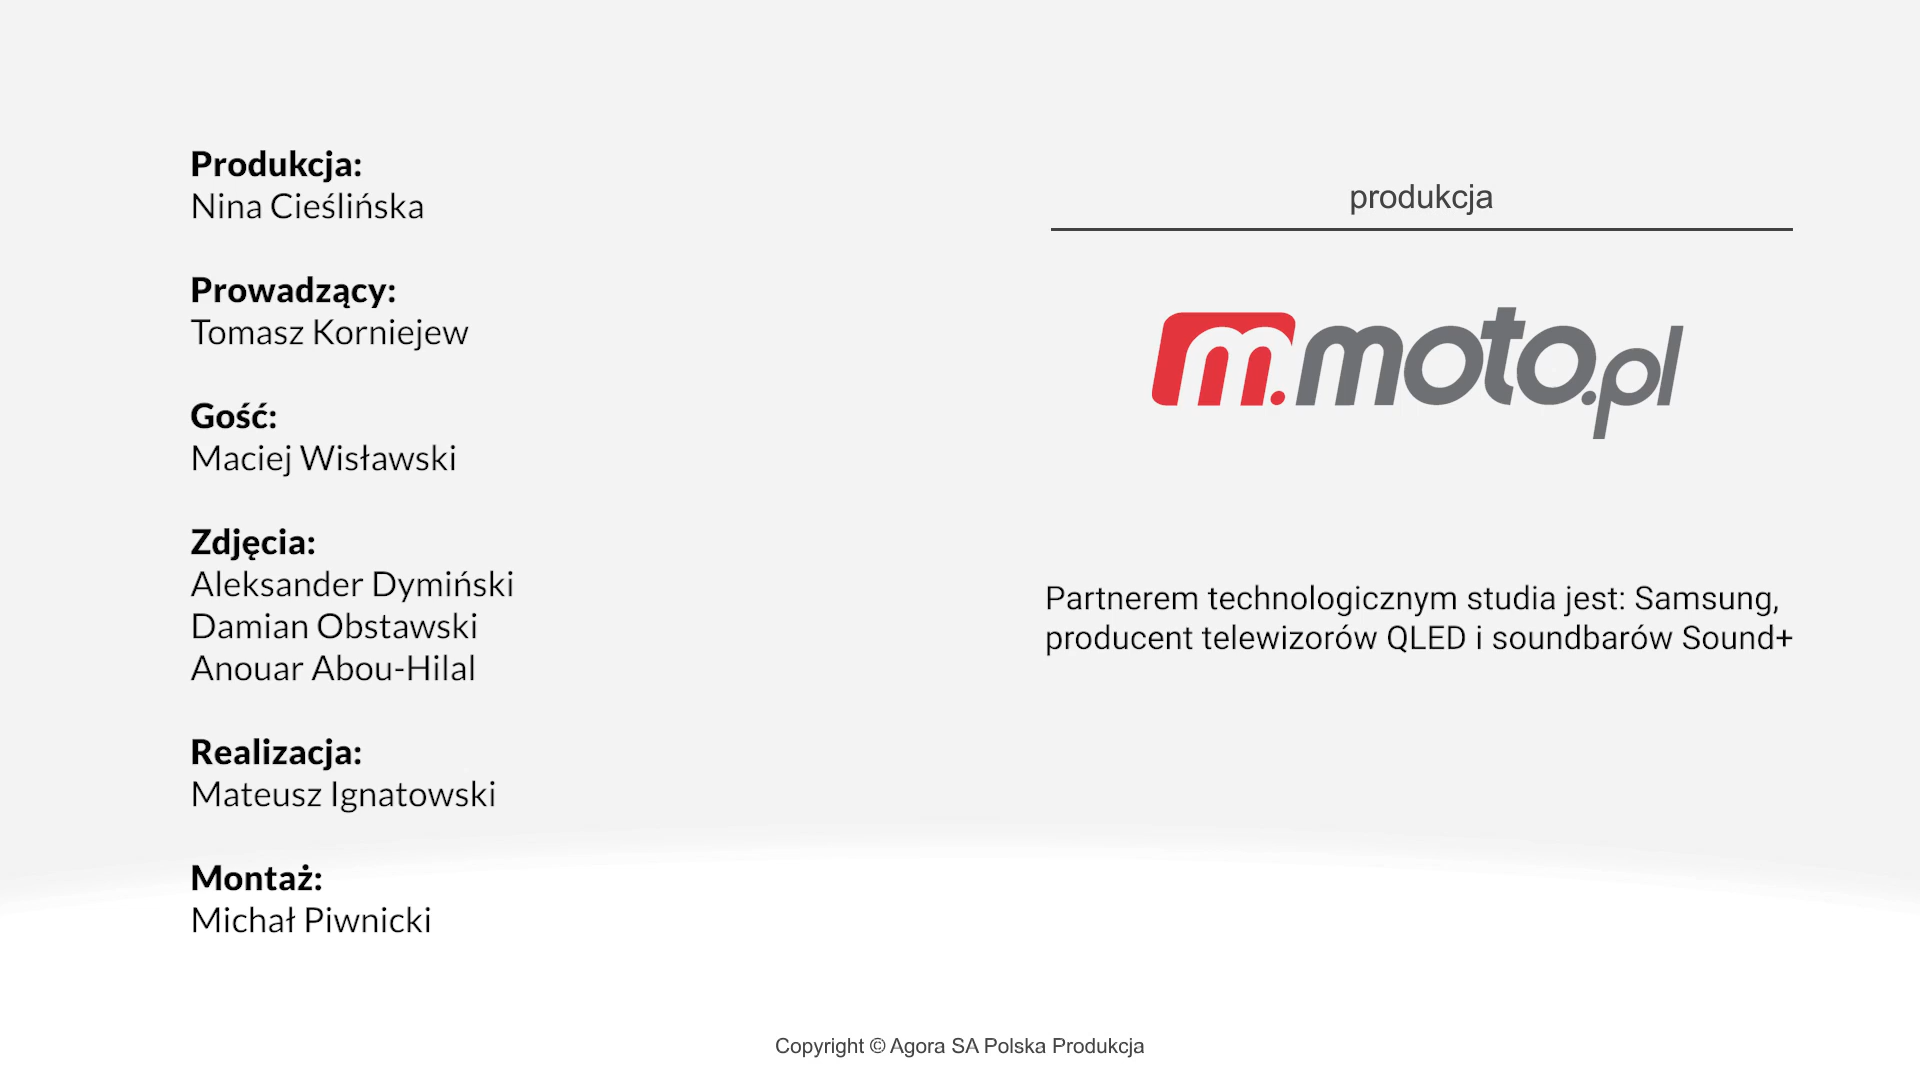 Produkcja:
Nina Cieślińska
Prowadzący:
Tomasz Korniejew
Gość:
Maciej Wisławski
Zdjęcia:
Aleksander Dymiński
Damian Obstawski
Anouar Abou-Hilal
Realizacja:
Mateusz Ignatowski
Montaż:
Michał Piwnicki
produkcja
m.moto.pl
Partnerem technologicznym studia jest: Samsung,
producent telewizorów QLED i soundbarów Sound+
Copyright © Agora SA Polska Produkcja